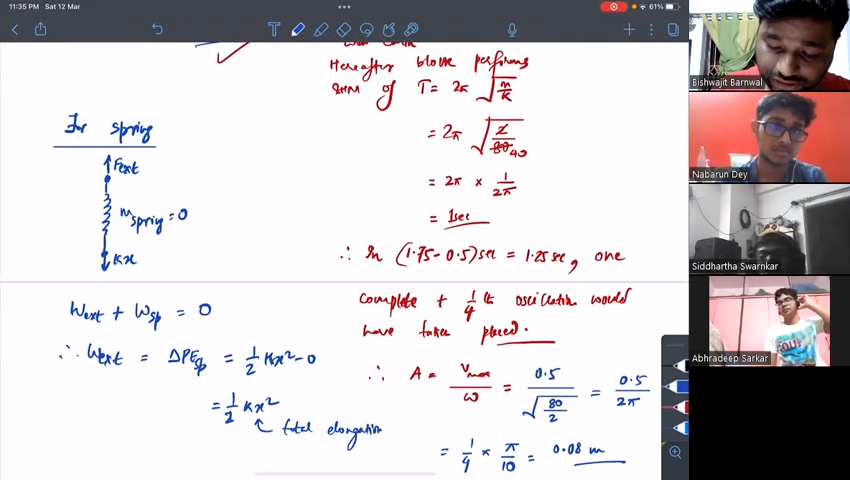 11:35 PM Sat 12 Mar
61%
Hereafter block performs
SHM of T = 2π √(m/K)
= 2π √(2/80 40)
= 2π × 1/2π
= 1sec
∴ In (1.75 - 0.5) sec = 1.25 sec, one
complete + 1/4 th oscillation would
have taken placed.
∴ A = Vmax/ω = 0.5/√(80/2) = 0.5/2π
= 1/4 × π/10 = 0.08 m
For spring
Fext
mspring = 0
Kx
Wext + Wsp = 0
∴ Wext = ΔPEsp = 1/2 Kx² - 0
= 1/2 Kx²
total elongation
Bishwajit Barnwal
Nabarun Dey
Siddhartha Swarnkar
Abhradeep Sarkar